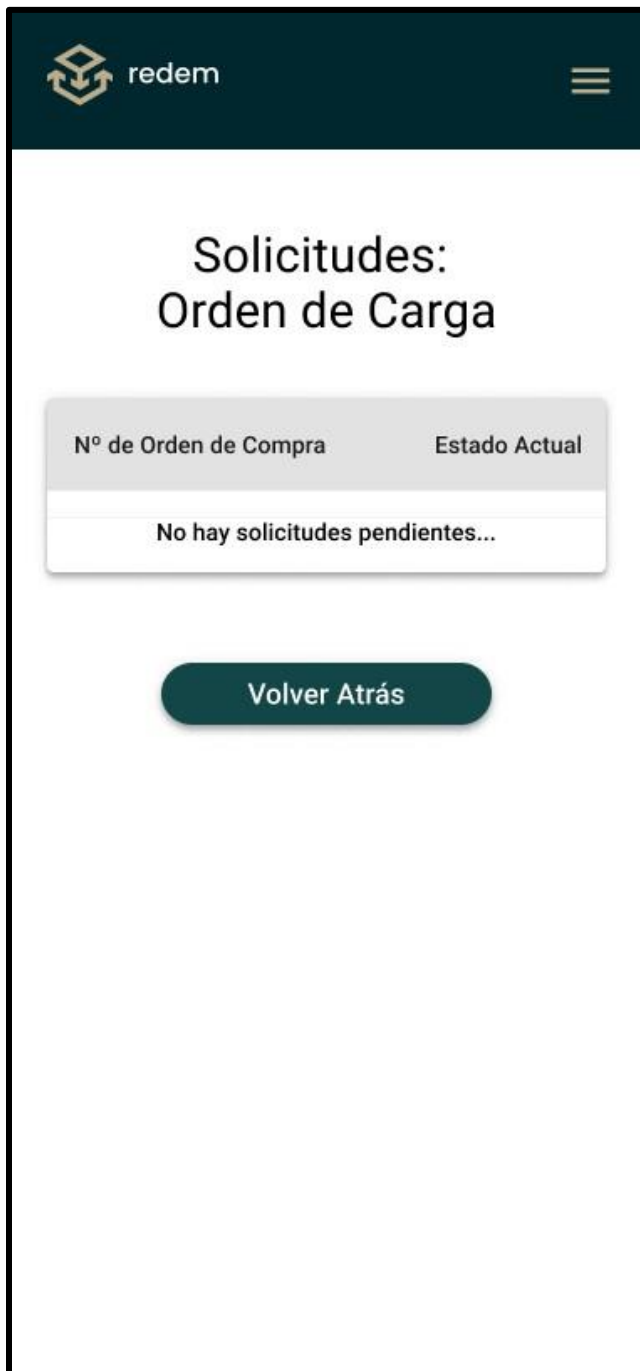 redem
Solicitudes:
Orden de Carga
Nº de Orden de Compra Estado Actual
No hay solicitudes pendientes...
Volver Atrás